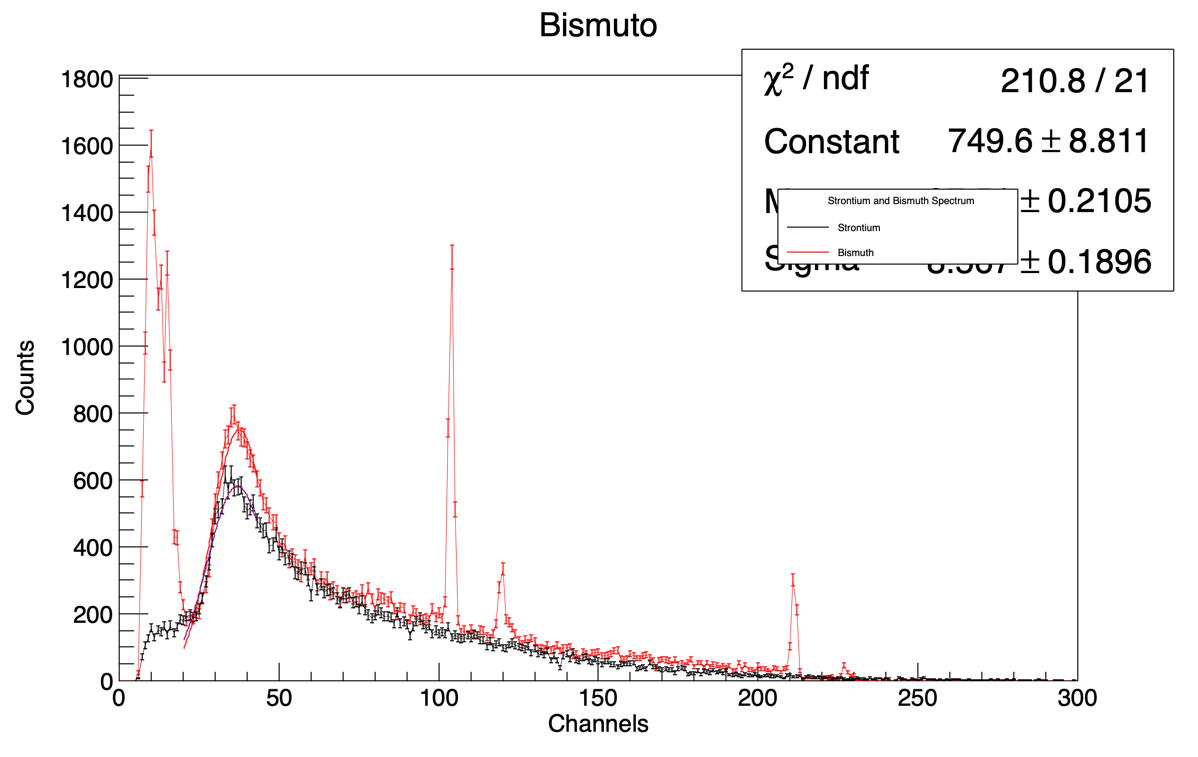 Bismuto
χ² / ndf 210.8 / 21
Constant 749.6 ± 8.811
± 0.2105
Strontium and Bismuth Spectrum
Strontium
Bismuth
Sigma ± 0.1896
1800
1600
1400
1200
1000
800
600
400
200
0
Counts
0 50 100 150 200 250 300
Channels